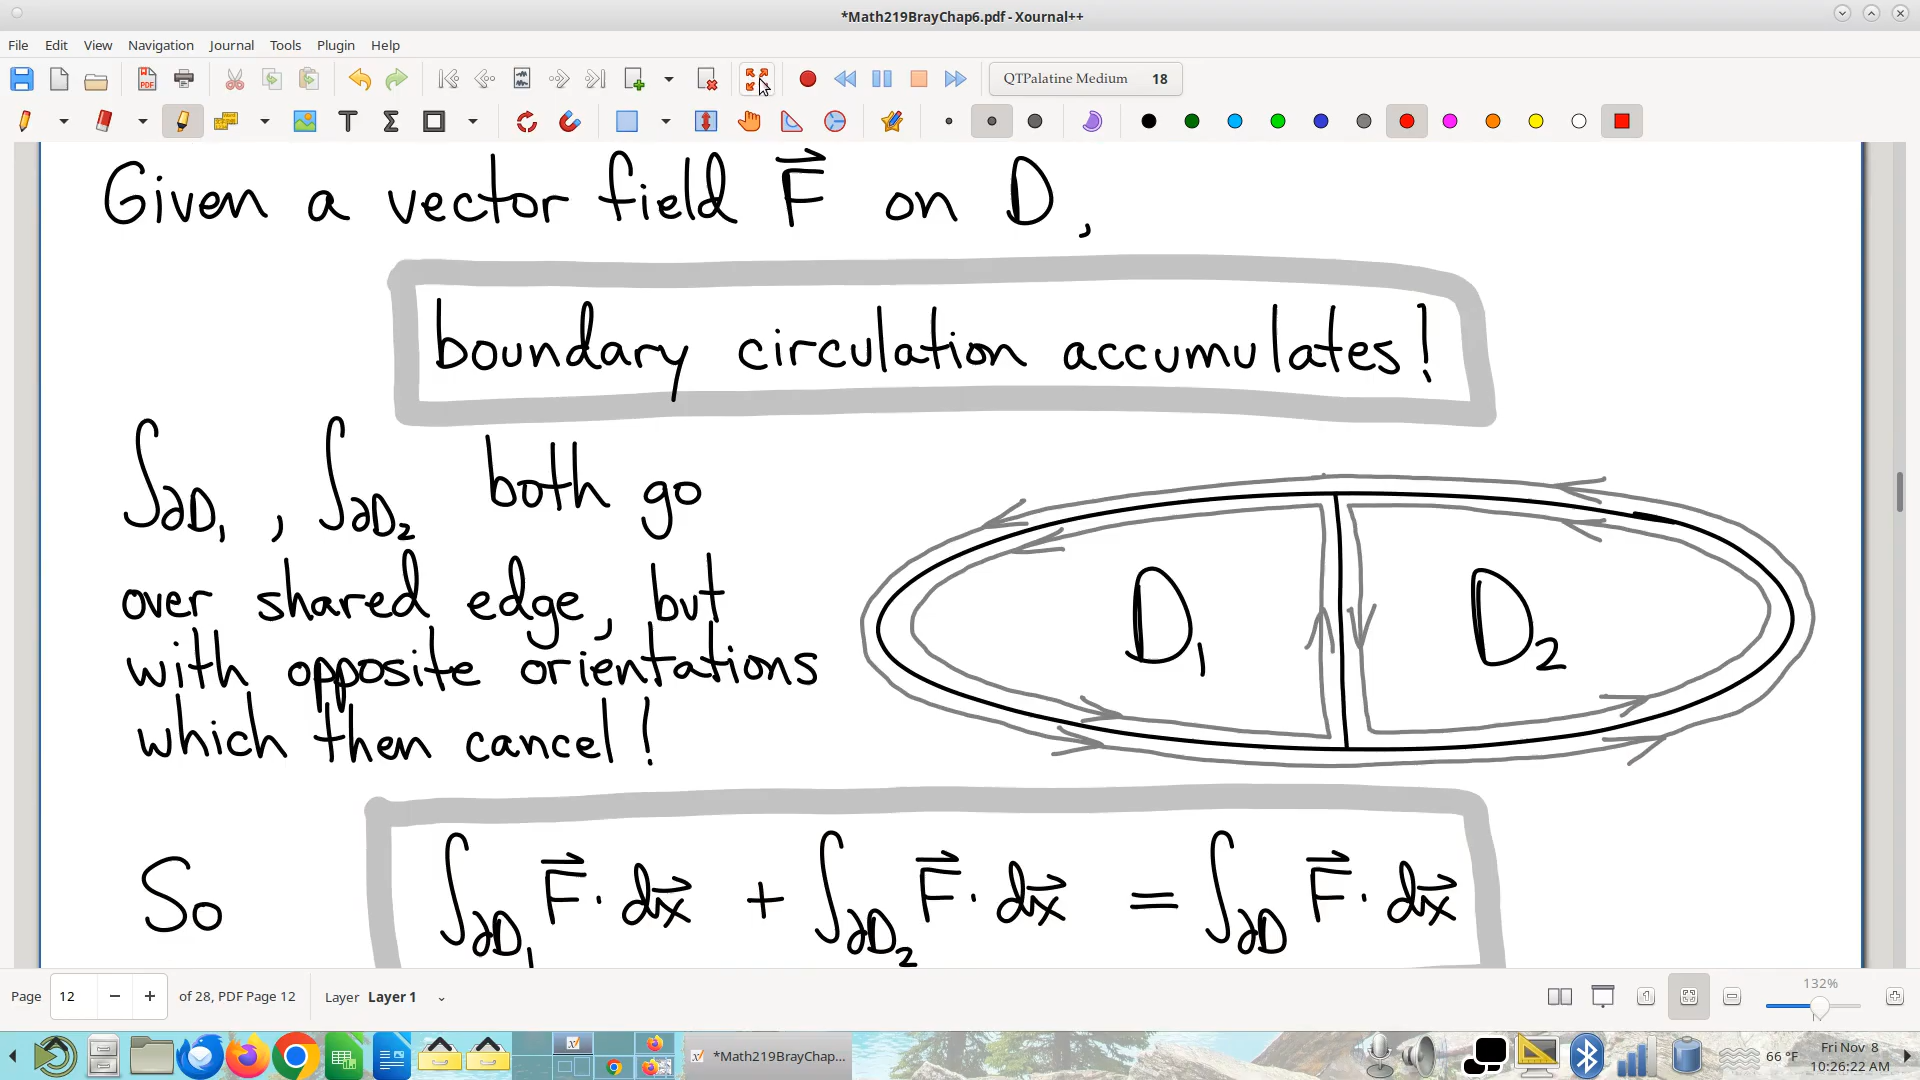 *Math219BrayChap6.pdf - Xournal++
File Edit View Navigation Journal Tools Plugin Help
QTPalatine Medium 18
Given a vector field F⃗ on D,
boundary circulation accumulates!
∫∂D₁ , ∫∂D₂ both go
over shared edge, but
with opposite orientations
which then cancel!
D₁ D₂
So ∫∂D₁ F⃗ · dx⃗ + ∫∂D₂ F⃗ · dx⃗ = ∫∂D F⃗ · dx⃗
Page 12 of 28, PDF Page 12 Layer Layer 1 132%
*Math219BrayChap... 66 °F Fri Nov 8
10:26:22 AM